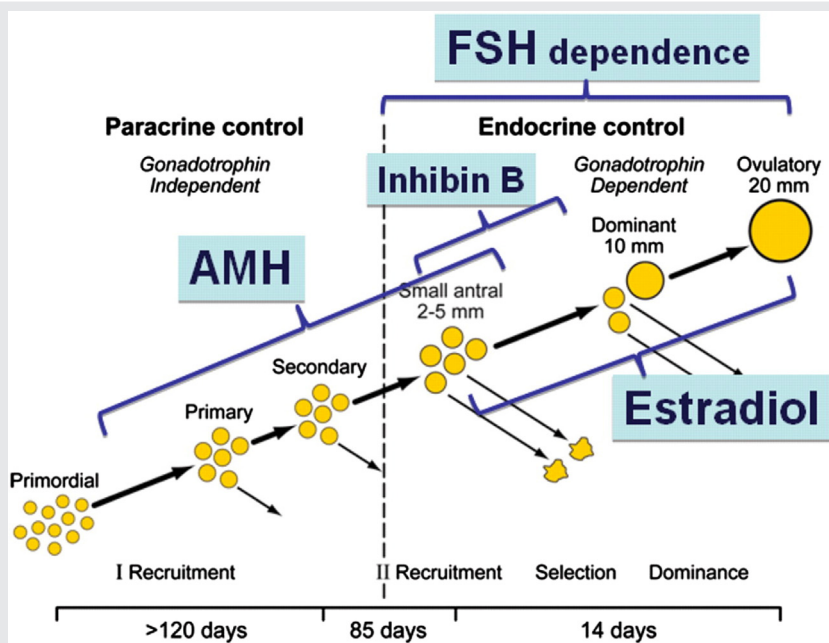 FSH dependence
Paracrine control
Endocrine control
Gonadotrophin
Independent
Inhibin B
Gonadotrophin
Dependent
Ovulatory
20 mm
Dominant
10 mm
AMH
Small antral
2-5 mm
Secondary
Primary
Estradiol
Primordial
I Recruitment
II Recruitment
Selection
Dominance
>120 days
85 days
14 days